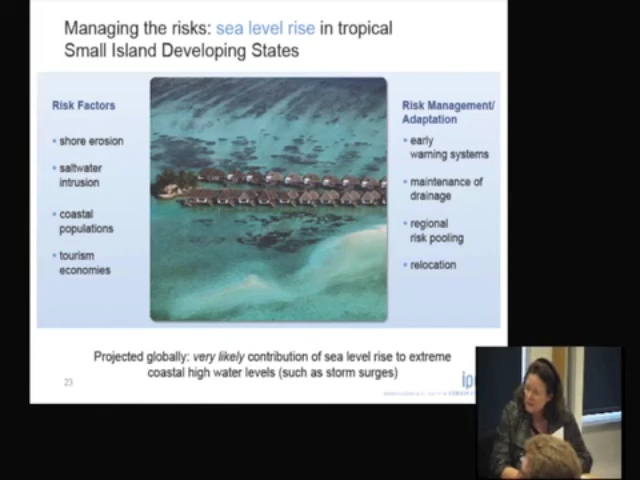 Managing the risks: sea level rise in tropical
Small Island Developing States
Risk Factors
shore erosion
saltwater
intrusion
coastal
populations
tourism
economies
Risk Management/
Adaptation
early
warning systems
maintenance of
drainage
regional
risk pooling
relocation
Projected globally: very likely contribution of sea level rise to extreme
coastal high water levels (such as storm surges)
23